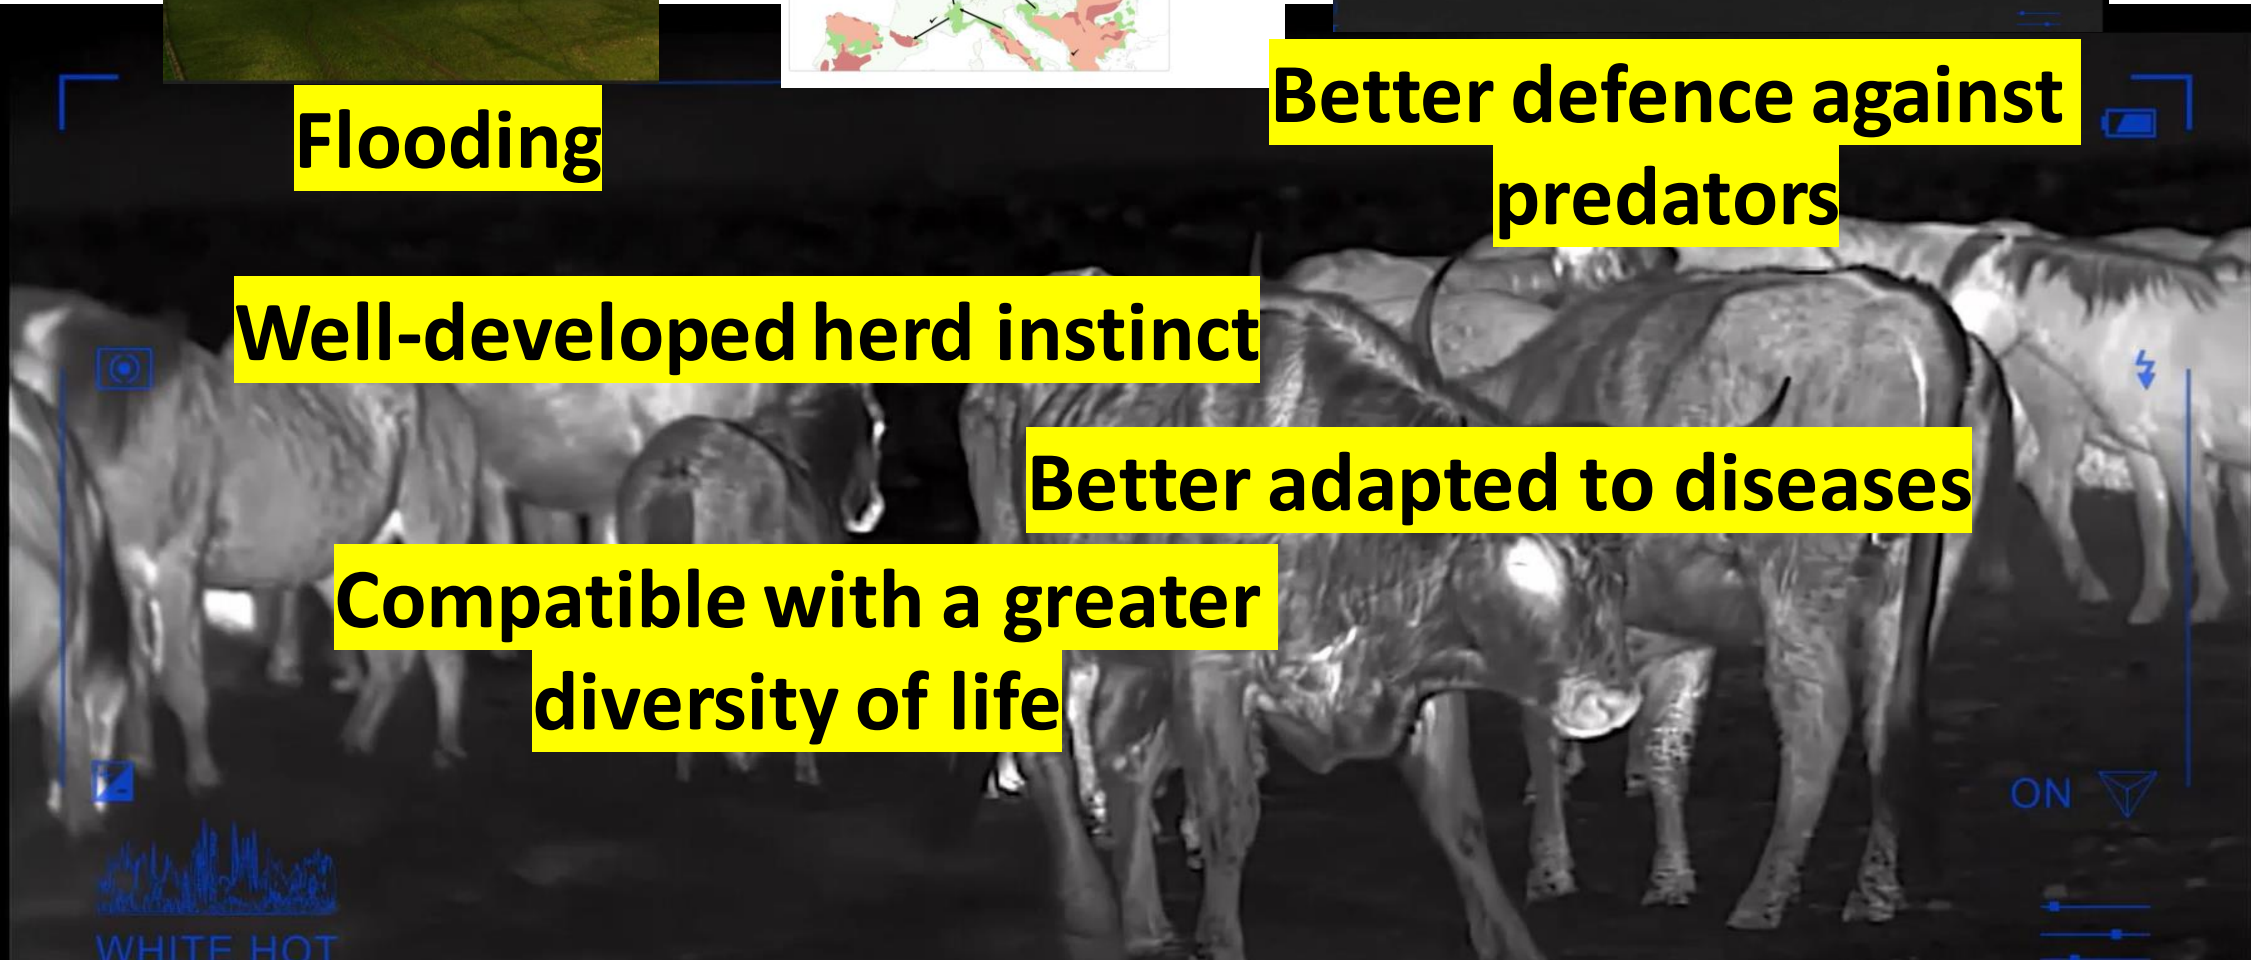 Flooding
Better defence against
predators
Well-developed herd instinct
Better adapted to diseases
Compatible with a greater
diversity of life
ON
WHITE HOT